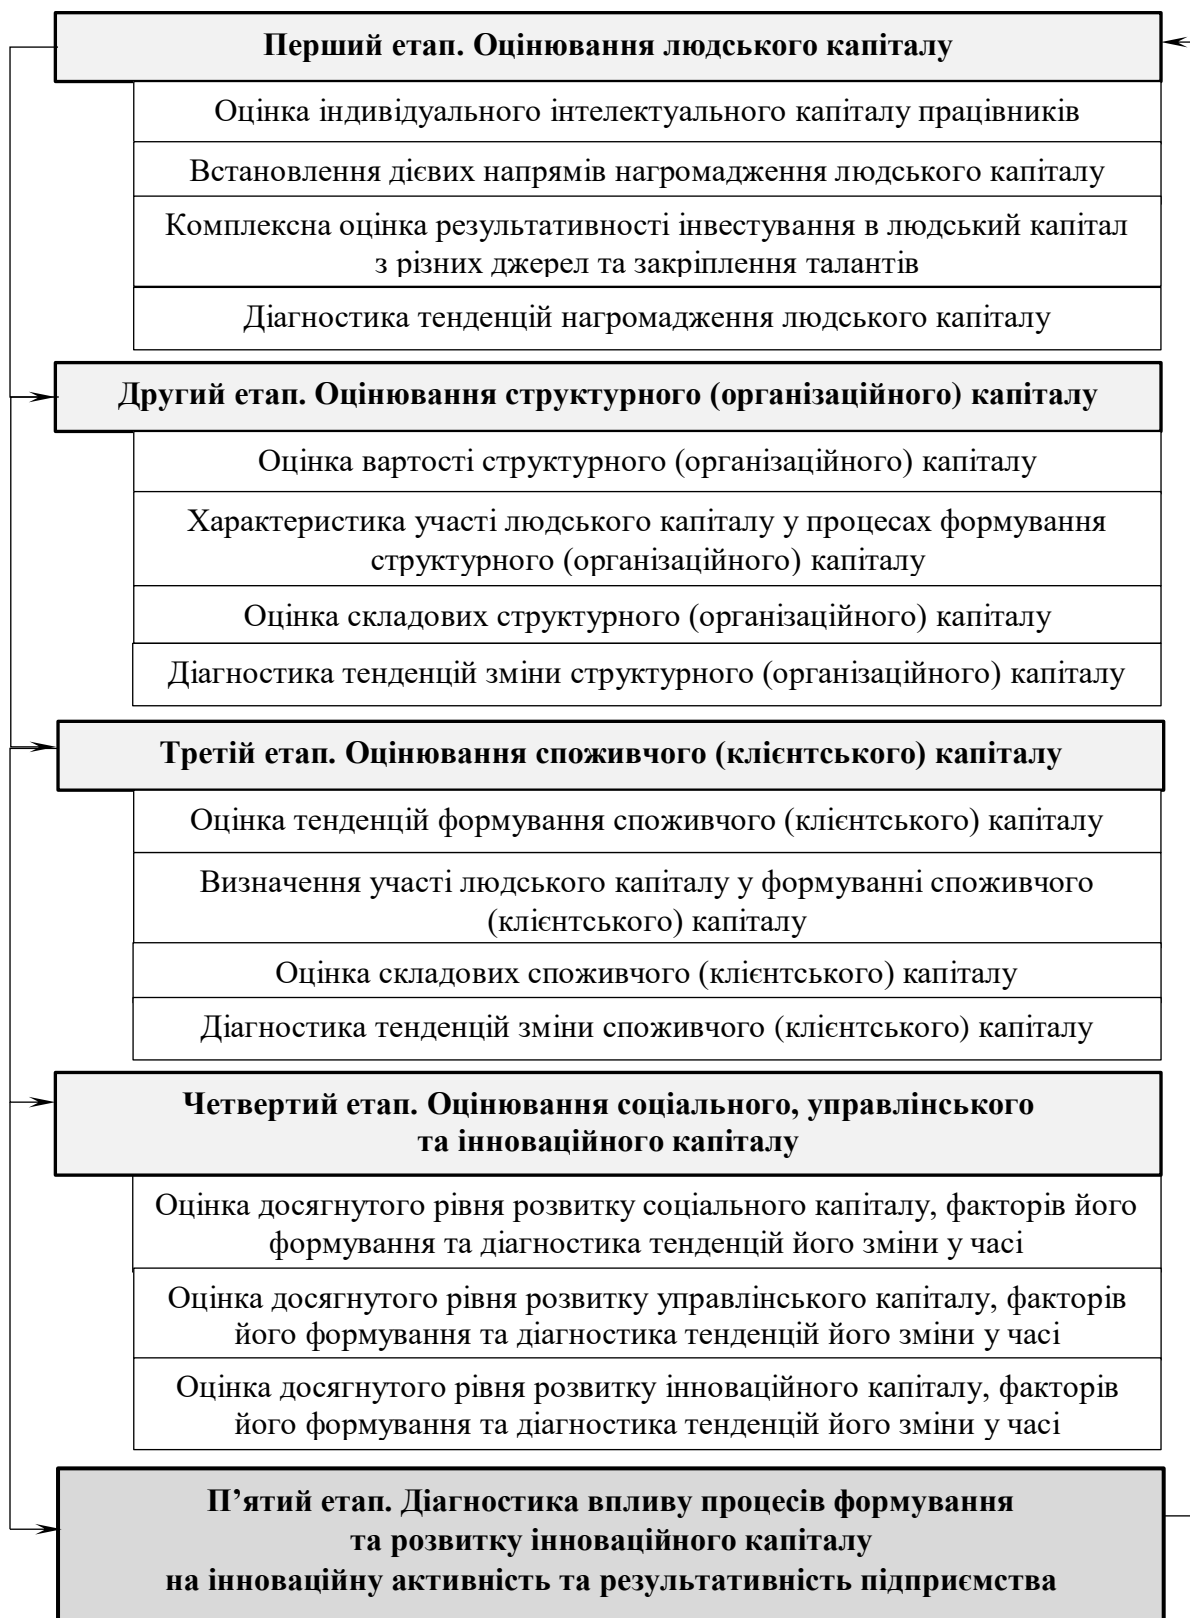 Перший етап. Оцінювання людського капіталу
Оцінка індивідуального інтелектуального капіталу працівників
Встановлення дієвих напрямів нагромадження людського капіталу
Комплексна оцінка результативності інвестування в людський капітал
з різних джерел та закріплення талантів
Діагностика тенденцій нагромадження людського капіталу
Другий етап. Оцінювання структурного (організаційного) капіталу
Оцінка вартості структурного (організаційного) капіталу
Характеристика участі людського капіталу у процесах формування
структурного (організаційного) капіталу
Оцінка складових структурного (організаційного) капіталу
Діагностика тенденцій зміни структурного (організаційного) капіталу
Третій етап. Оцінювання споживчого (клієнтського) капіталу
Оцінка тенденцій формування споживчого (клієнтського) капіталу
Визначення участі людського капіталу у формуванні споживчого
(клієнтського) капіталу
Оцінка складових споживчого (клієнтського) капіталу
Діагностика тенденцій зміни споживчого (клієнтського) капіталу
Четвертий етап. Оцінювання соціального, управлінського
та інноваційного капіталу
Оцінка досягнутого рівня розвитку соціального капіталу, факторів його
формування та діагностика тенденцій його зміни у часі
Оцінка досягнутого рівня розвитку управлінського капіталу, факторів
його формування та діагностика тенденцій його зміни у часі
Оцінка досягнутого рівня розвитку інноваційного капіталу, факторів
його формування та діагностика тенденцій його зміни у часі
П’ятий етап. Діагностика впливу процесів формування
та розвитку інноваційного капіталу
на інноваційну активність та результативність підприємства